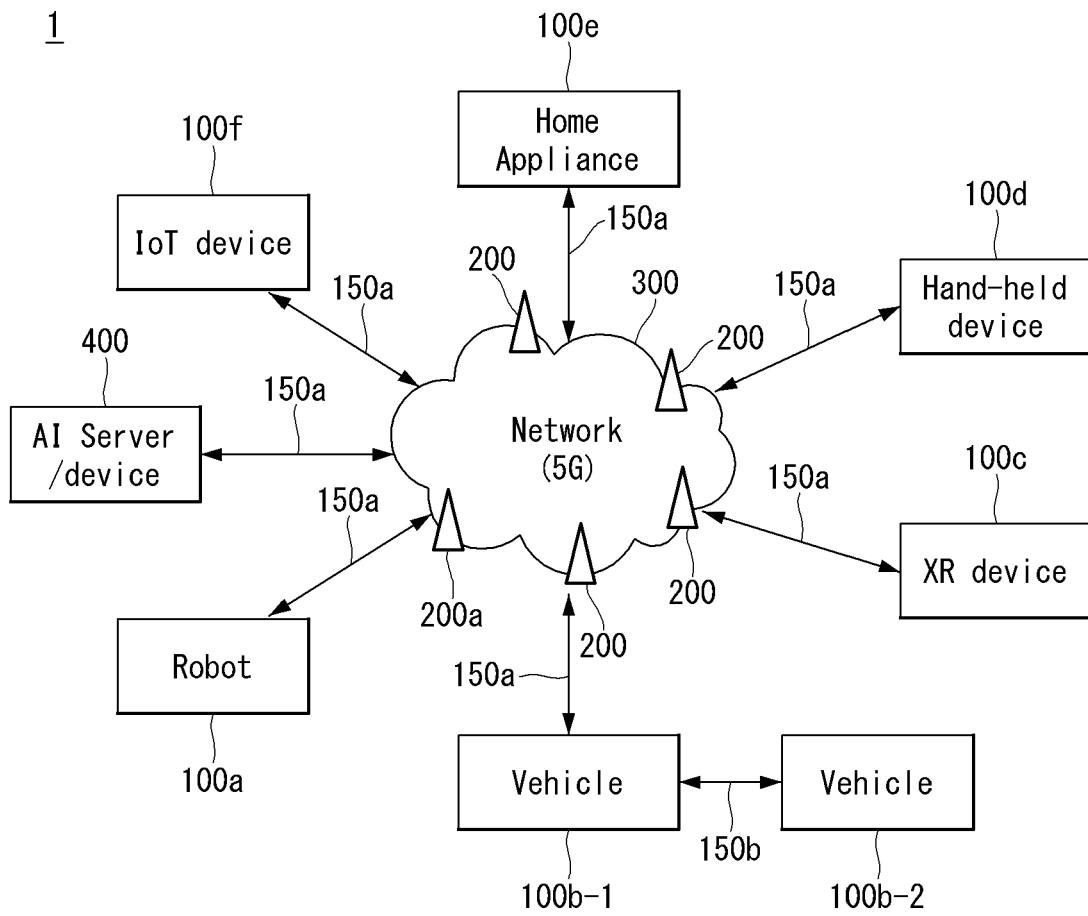 1
100e
Home
Appliance
100f
IoT device
150a
100d
Hand-held
device
200
300
150a
150a
200
400
AI Server
/device
150a
Network
(5G)
100c
XR device
150a
150a
200a
200
200
Robot
100a
150a
Vehicle
Vehicle
150b
100b-1
100b-2